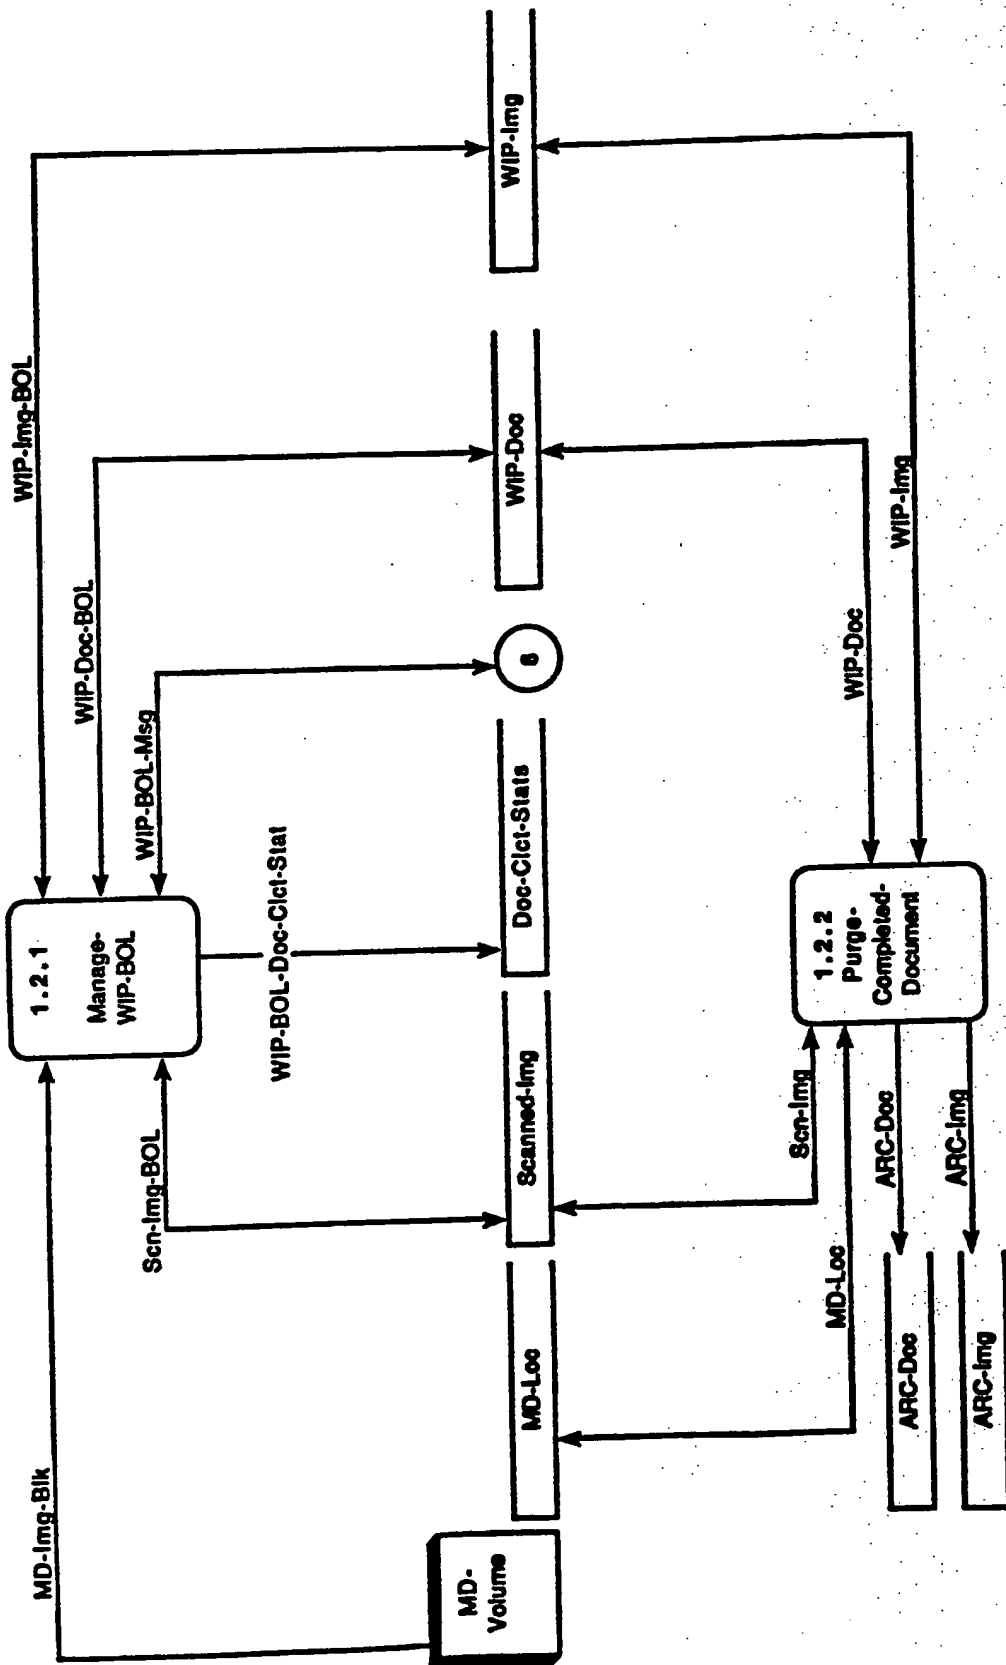 MD-Img-Blk
WIP-Img-BOL
1.2.1
Manage-
WIP-BOL
WIP-Doc-BOL
Scn-Img-BOL
WIP-BOL-Msg
WIP-BOL-Doc-Clct-Stat
MD-
Volume
MD-Loc
Scanned-Img
Doc-Clct-Stats
6
WIP-Doc
WIP-Img
Scn-Img
MD-Loc
1.2.2
Purge-
Completed-
Document
WIP-Doc
WIP-Img
ARC-Doc
ARC-Doc
ARC-Img
ARC-Img